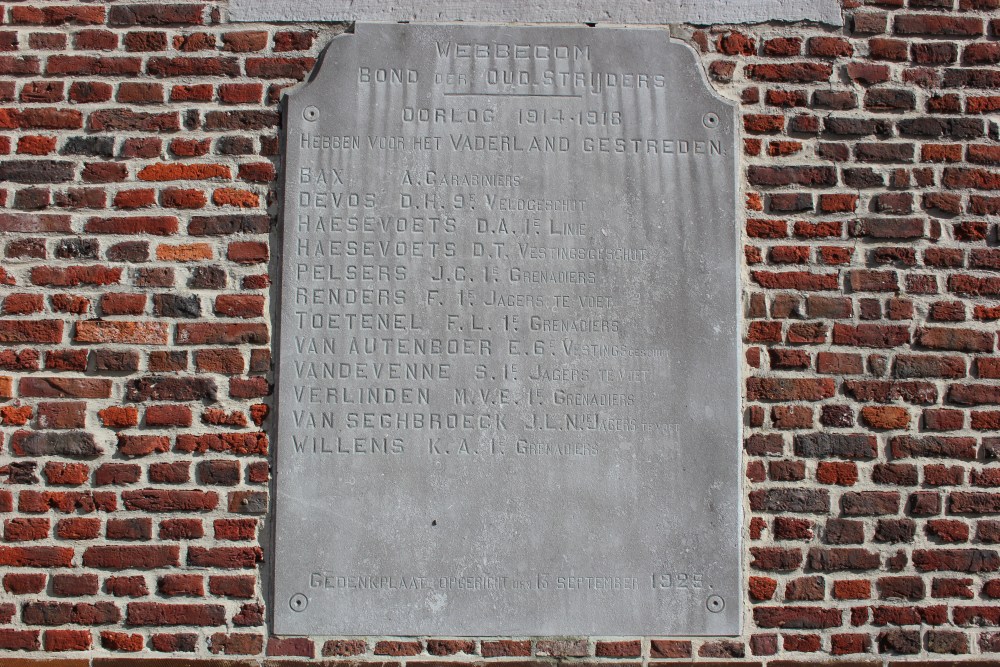 WEBBECOM
BOND DER OUD-STRIJDERS
OORLOG 1914-1918
HEBBEN VOOR HET VADERLAND GESTREDEN.
BAX A. CARABINIERS
DEVOS D.H. 9E VELDGESCHUT
HAESEVOETS D.A. 1E LINIE
HAESEVOETS D.T. VESTINGSGESCHUT
PELSERS J.C. 1E GRENADIERS
RENDERS F. 1E JAGERS TE VOET
TOETENEL F.L. 1E GRENADIERS
VAN AUTENBOER E. 6E VESTINGSGESCHUT
VANDEVENNE S. 1E JAGERS TE VIET
VERLINDEN M.V.E. 1E GRENADIERS
VAN SEGHBROECK J.L.N. JAGERS TE VOET
WILLEMS K.A. 1E GRENADIERS
GEDENKPLAAT OPGERICHT DEN 13 SEPTEMBER 1925.